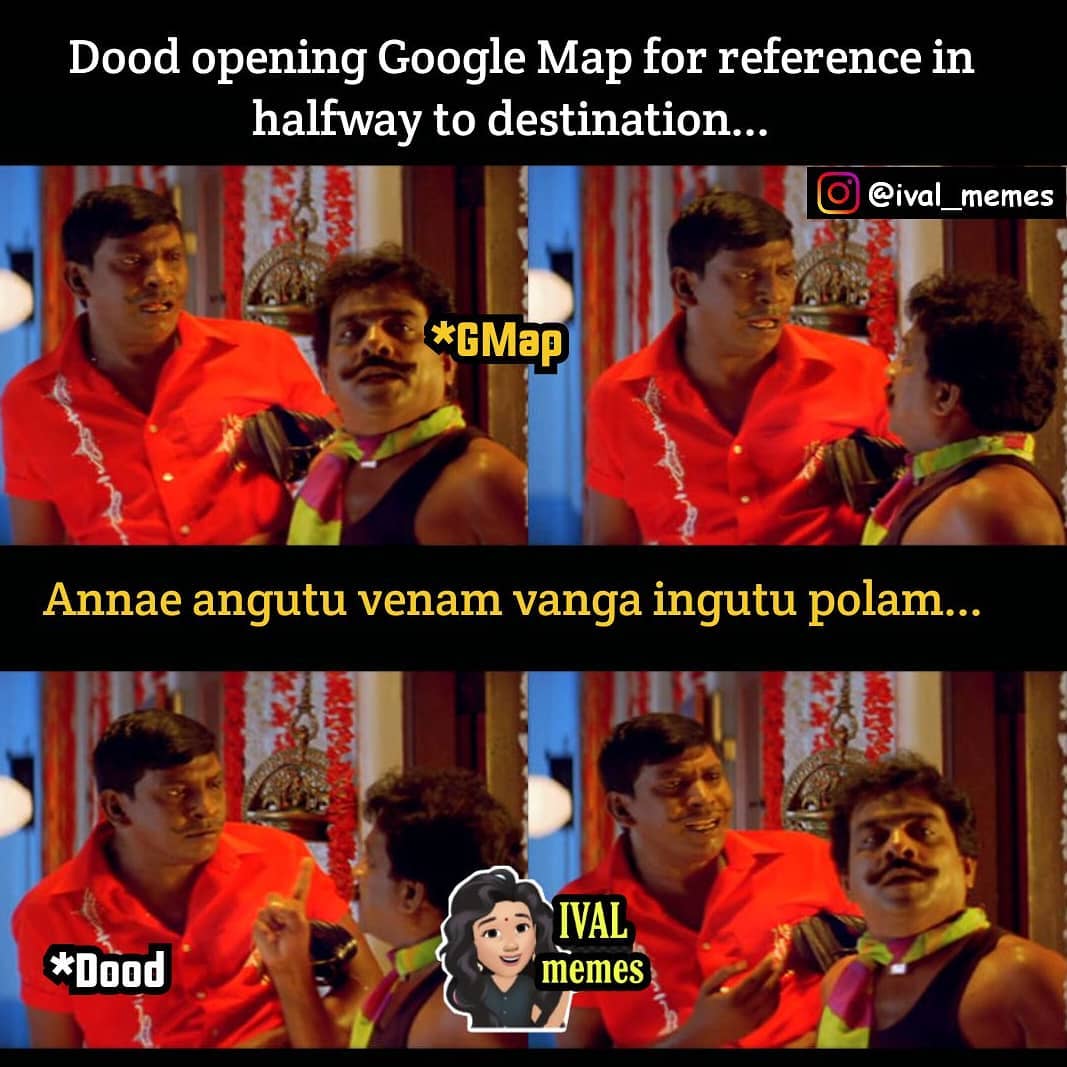 Dood opening Google Map for reference in
halfway to destination...
@ival_memes
*GMap
Annae angutu venam vanga ingutu polam...
*Dood
IVAL
memes